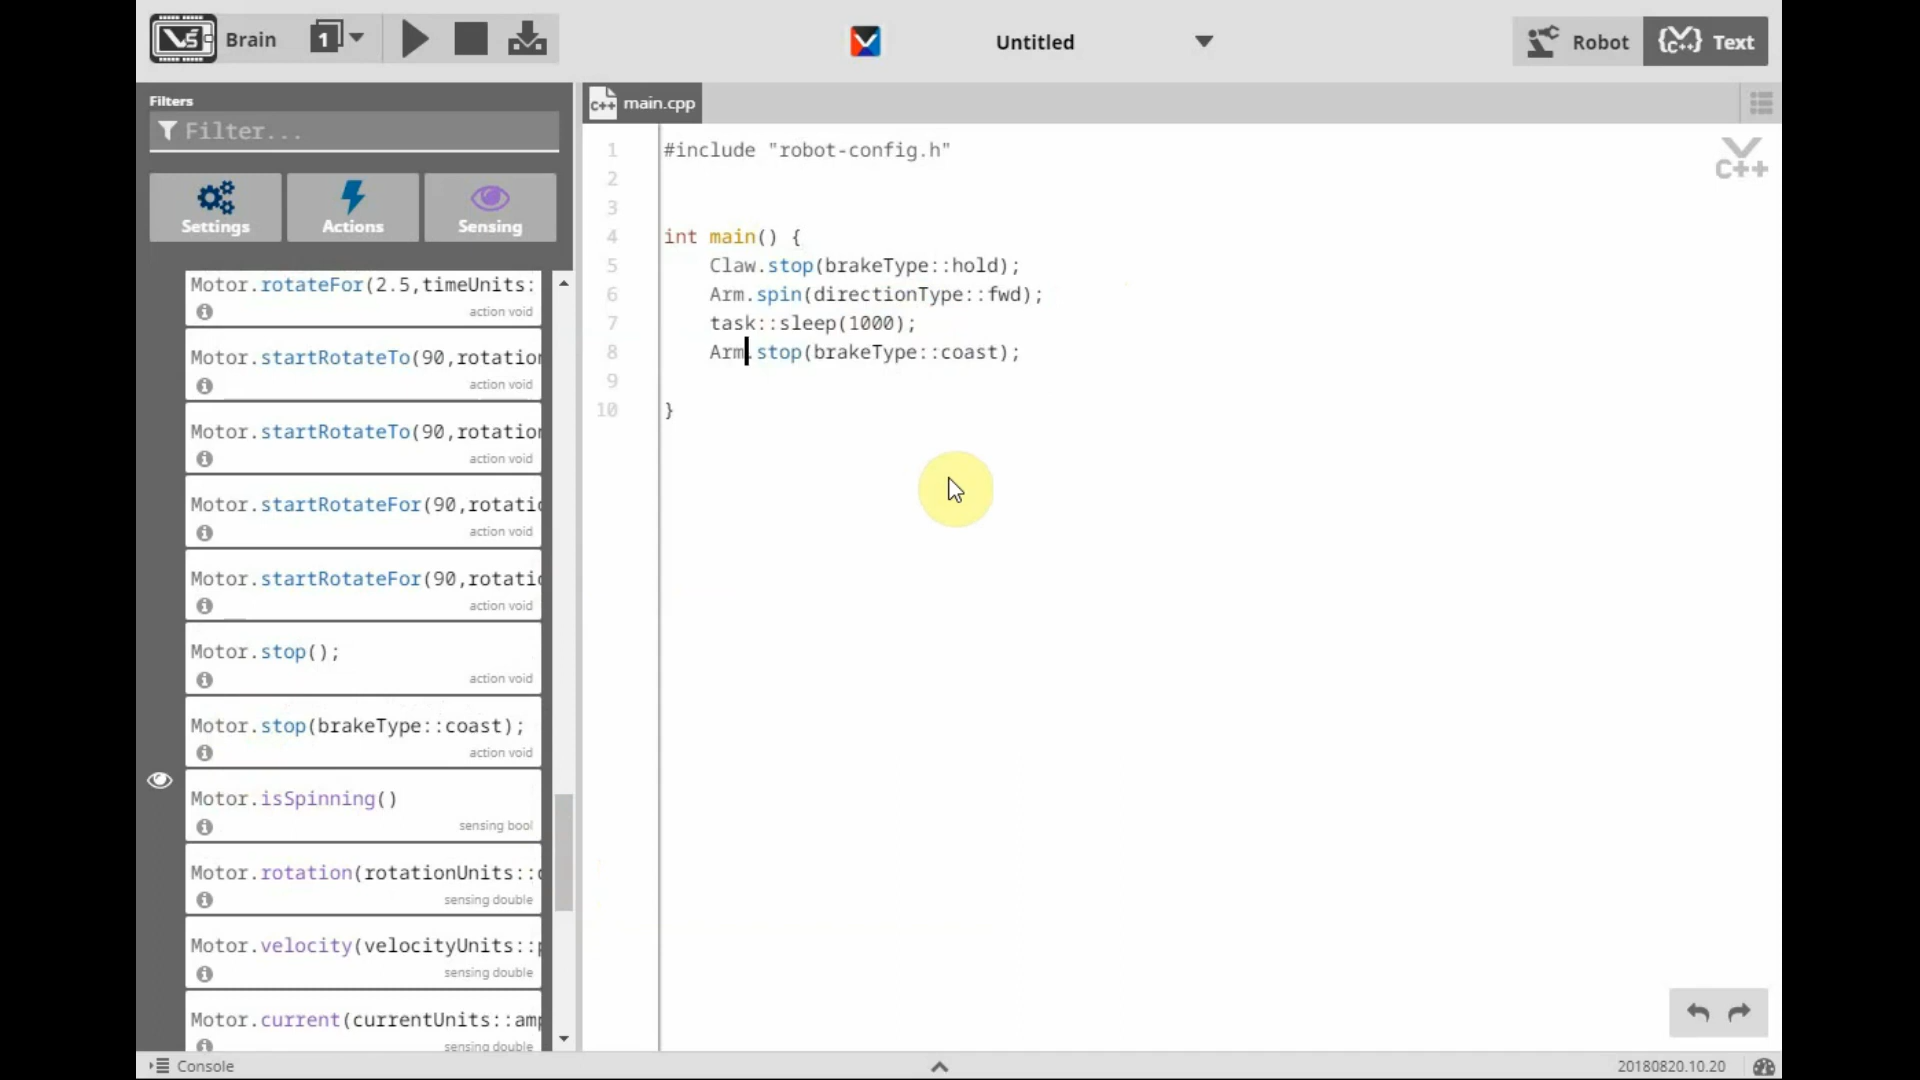 V5 Brain 1 Untitled Robot {C++} Text
Filters
Filter...
Settings Actions Sensing
Motor.rotateFor(2.5,timeUnits:
action void
Motor.startRotateTo(90,rotation
action void
Motor.startRotateTo(90,rotation
action void
Motor.startRotateFor(90,rotatio
action void
Motor.startRotateFor(90,rotatio
action void
Motor.stop();
action void
Motor.stop(brakeType::coast);
action void
Motor.isSpinning()
sensing bool
Motor.rotation(rotationUnits::
sensing double
Motor.velocity(velocityUnits::p
sensing double
Motor.current(currentUnits::amp
sensing double
C++ main.cpp
C++
1 #include "robot-config.h"
2
3
4 int main() {
5 Claw.stop(brakeType::hold);
6 Arm.spin(directionType::fwd);
7 task::sleep(1000);
8 Arm.stop(brakeType::coast);
9
10 }
Console
20180820.10.20